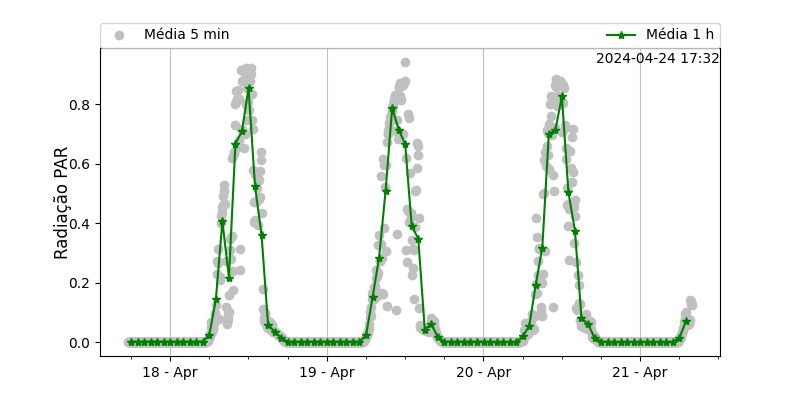 Média 5 min
Média 1 h
2024-04-24 17:32
Radiação PAR
0.8
0.6
0.4
0.2
0.0
18 - Apr
19 - Apr
20 - Apr
21 - Apr